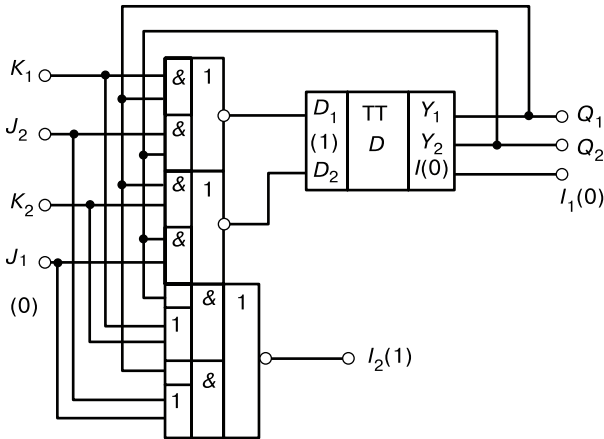 K1
J2
K2
J1
(0)
& 1
&
& 1
&
& 1
1
&
1
D1 TT Y1
(1) D Y2
D2 I(0)
Q1
Q2
I1(0)
I2(1)